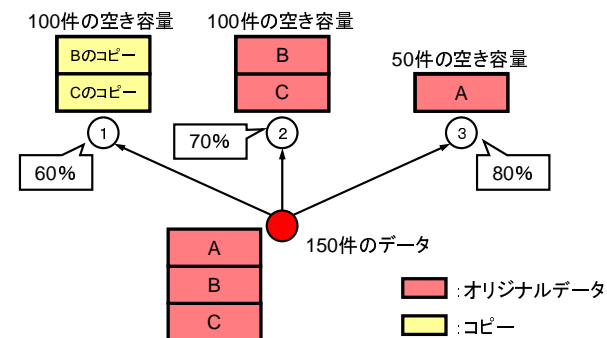 100件の空き容量
100件の空き容量
50件の空き容量
Bのコピー
Cのコピー
B
C
A
1
2
3
60%
70%
80%
150件のデータ
A
B
C
:オリジナルデータ
:コピー